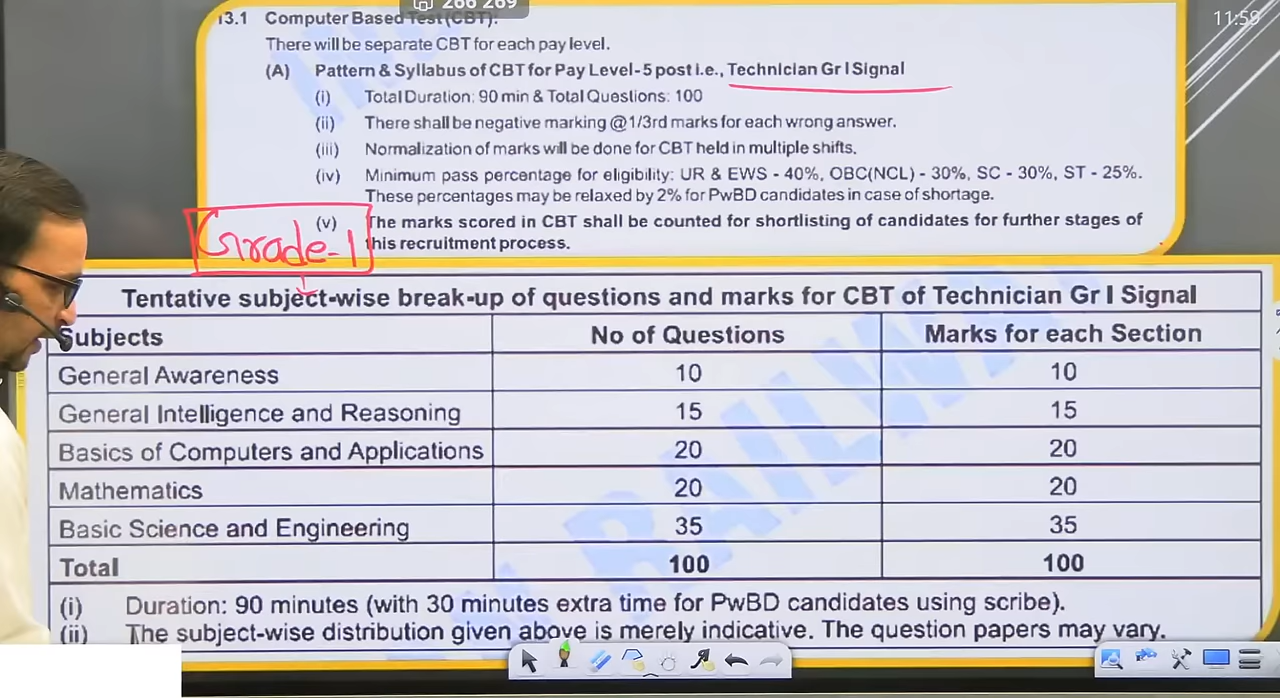 266 269
11:59
13.1 Computer Based Test (CBT):
There will be separate CBT for each pay level.
(A) Pattern & Syllabus of CBT for Pay Level-5 post i.e., Technician Gr I Signal
(i) Total Duration: 90 min & Total Questions: 100
(ii) There shall be negative marking @1/3rd marks for each wrong answer.
(iii) Normalization of marks will be done for CBT held in multiple shifts.
(iv) Minimum pass percentage for eligibility: UR & EWS - 40%, OBC(NCL) - 30%, SC - 30%, ST - 25%.
These percentages may be relaxed by 2% for PwBD candidates in case of shortage.
(v) The marks scored in CBT shall be counted for shortlisting of candidates for further stages of
this recruitment process.
Grade-1
Tentative subject-wise break-up of questions and marks for CBT of Technician Gr I Signal
Subjects No of Questions Marks for each Section
General Awareness 10 10
General Intelligence and Reasoning 15 15
Basics of Computers and Applications 20 20
Mathematics 20 20
Basic Science and Engineering 35 35
Total 100 100
(i) Duration: 90 minutes (with 30 minutes extra time for PwBD candidates using scribe).
(ii) The subject-wise distribution given above is merely indicative. The question papers may vary.